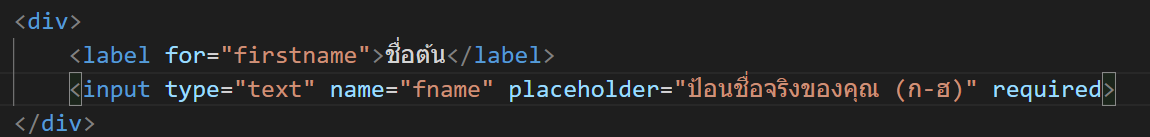 <div>
<label for="firstname">ชื่อต้น</label>
<input type="text" name="fname" placeholder="ป้อนชื่อจริงของคุณ (ก-ฮ)" required>
</div>